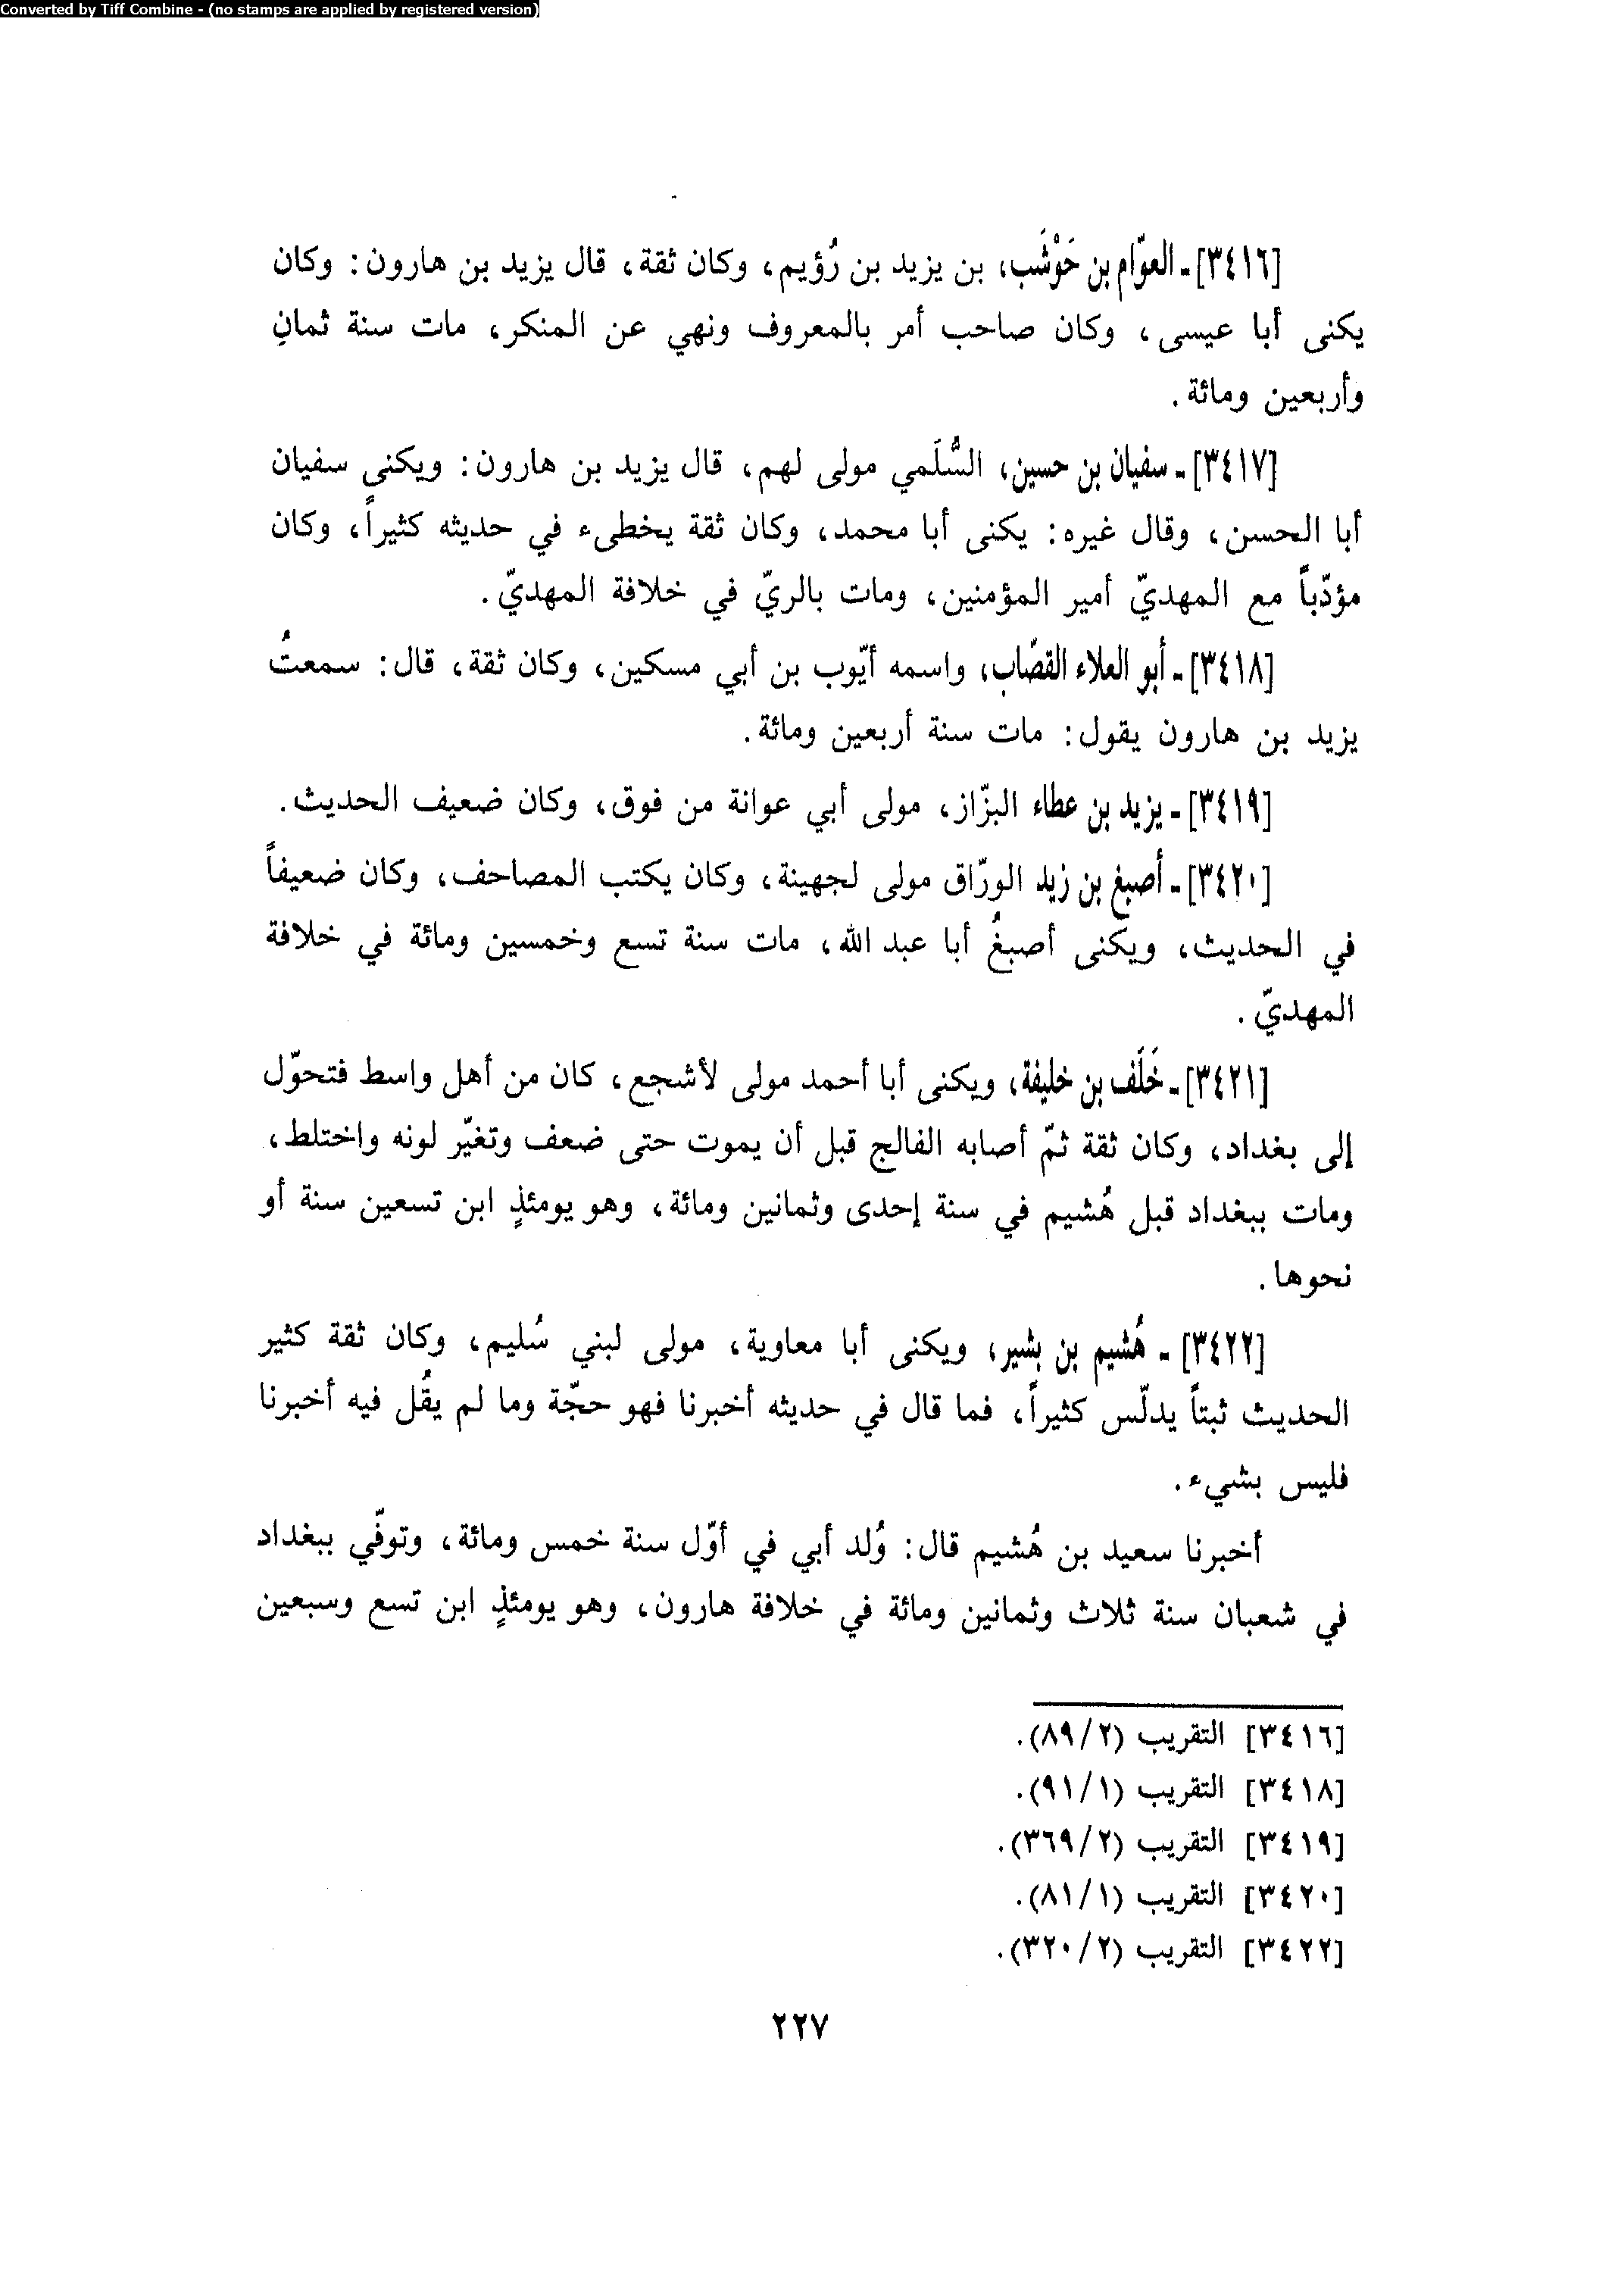 Converted by Tiff Combine - (no stamps are applied by registered version)
[٣٤١٦] ـ العوّام بن حَوْشَب، بن يزيد بن رُؤيم، وكان ثقة، قال يزيد بن هارون: وكان
يكنى أبا عيسى، وكان صاحب أمر بالمعروف ونهي عن المنكر، مات سنة ثمانِ
وأربعين ومائة.
[٣٤١٧] ـ سفيان بن حسين، السُّلَمي مولى لهم، قال يزيد بن هارون: ويكنى سفيان
أبا الحسن، وقال غيره: يكنى أبا محمد، وكان ثقة يخطىء في حديثه كثيراً، وكان
مؤدّباً مع المهديّ أمير المؤمنين، ومات بالريّ في خلافة المهديّ.
[٣٤١٨] ـ أبو العلاء القصّاب، واسمه أيّوب بن أبي مسكين، وكان ثقة، قال: سمعتُ
يزيد بن هارون يقول: مات سنة أربعين ومائة.
[٣٤١٩] ـ يزيد بن عطاء البزّاز، مولى أبي عوانة من فوق، وكان ضعيف الحديث.
[٣٤٢٠] ـ أصبغ بن زيد الورّاق مولى لجهينة، وكان يكتب المصاحف، وكان ضعيفاً
في الحديث، ويكنى أصبغُ أبا عبد الله، مات سنة تسع وخمسين ومائة في خلافة
المهديّ.
[٣٤٢١] ـ خَلَف بن خليفة، ويكنى أبا أحمد مولى لأشجع، كان من أهل واسط فتحوّل
إلى بغداد، وكان ثقة ثمّ أصابه الفالج قبل أن يموت حتى ضعف وتغيّر لونه واختلط،
ومات ببغداد قبل هُشيم في سنة إحدى وثمانين ومائة، وهو يومئذٍ ابن تسعين سنة أو
نحوها.
[٣٤٢٢] ـ هُشيم بن بشير، ويكنى أبا معاوية، مولى لبني سُليم، وكان ثقة كثير
الحديث ثبتاً يدلّس كثيراً، فما قال في حديثه أخبرنا فهو حجّة وما لم يقُل فيه أخبرنا
فليس بشيء.
أخبرنا سعيد بن هُشيم قال: وُلد أبي في أوّل سنة خمس ومائة، وتوفّي ببغداد
في شعبان سنة ثلاث وثمانين ومائة في خلافة هارون، وهو يومئذٍ ابن تسع وسبعين
[٣٤١٦] التقريب (٨٩/٢).
[٣٤١٨] التقريب (٩١/١).
[٣٤١٩] التقريب (٣٦٩/٢).
[٣٤٢٠] التقريب (٨١/١).
[٣٤٢٢] التقريب (٣٢٠/٢).
٢٢٧